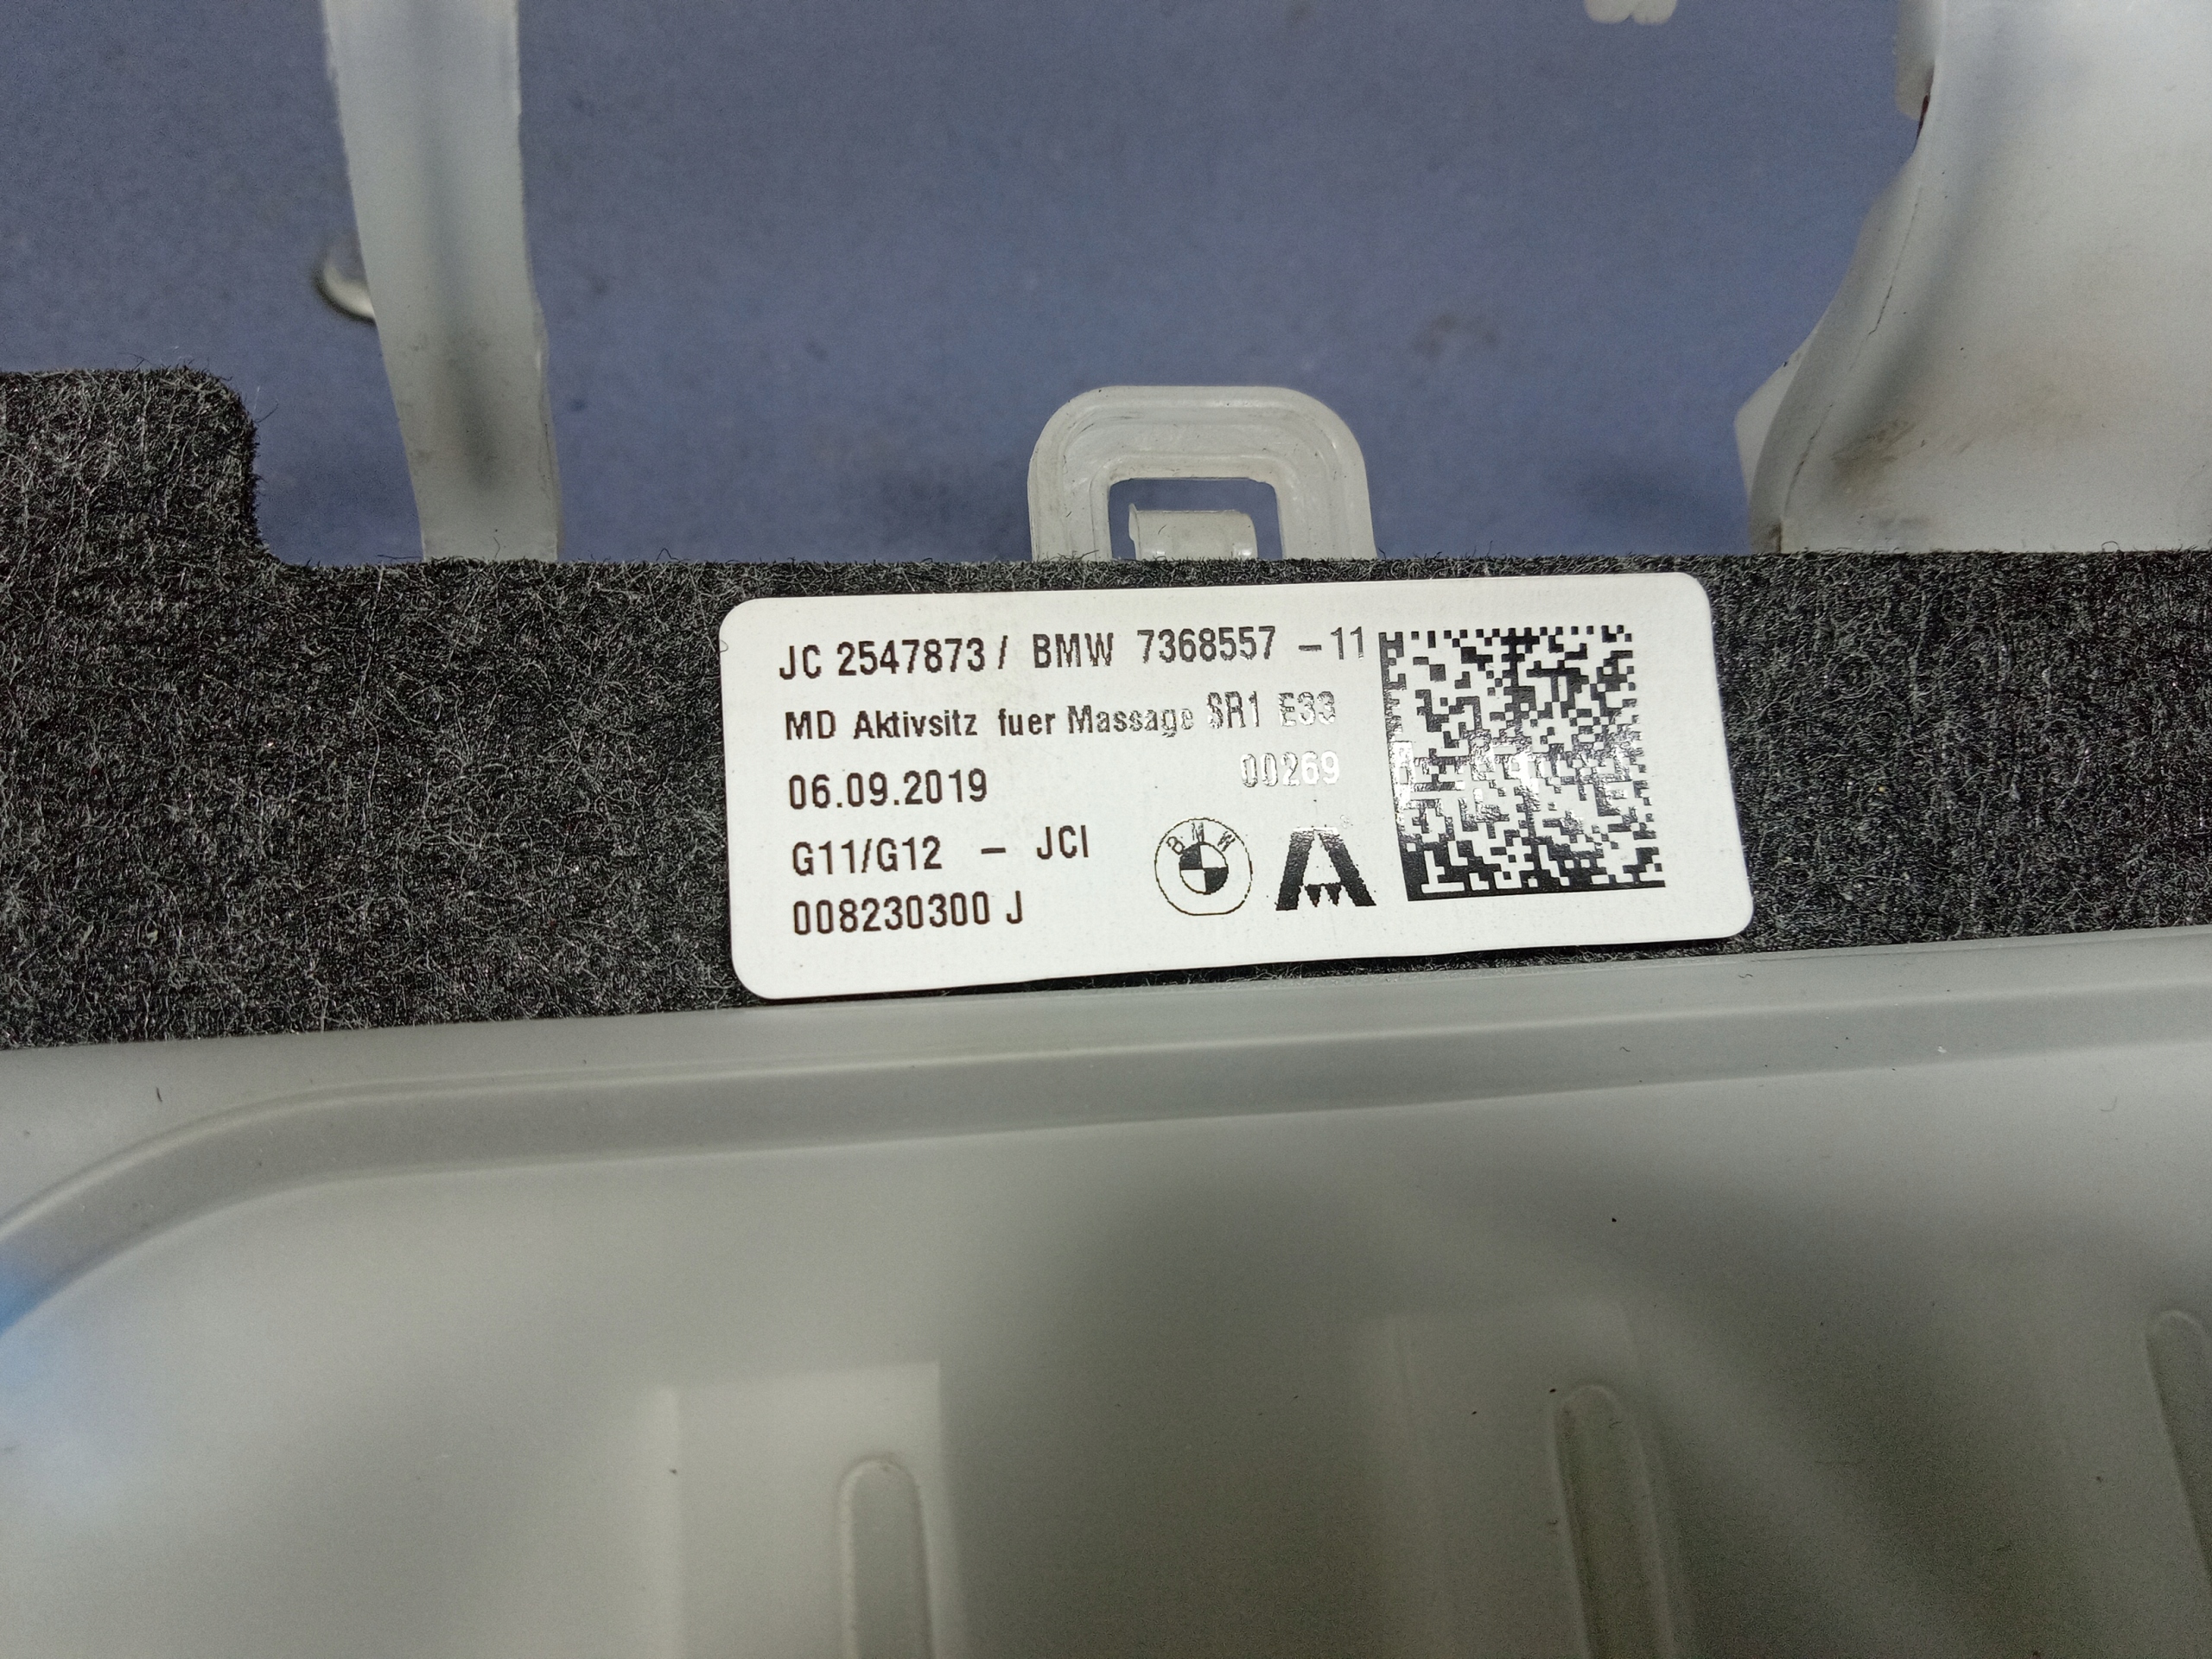 JC 2547873 / BMW 7368557 – 11
MD Aktivsitz fuer Massage SR1 E33
06.09.2019 00269
G11/G12 – JCI
BMW
008230300 J